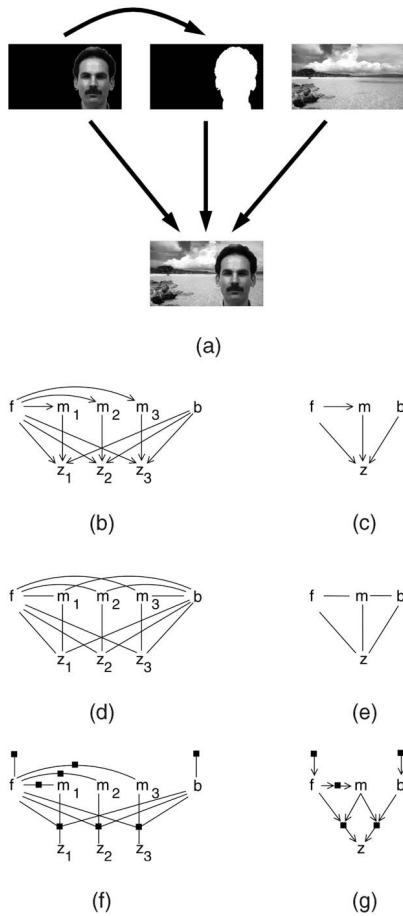 (a)
f m1 m2 m3 b
z1 z2 z3
(b)
f m b
z
(c)
f m1 m2 m3 b
z1 z2 z3
(d)
f m b
z
(e)
f m1 m2 m3 b
z1 z2 z3
(f)
f m b
z
(g)